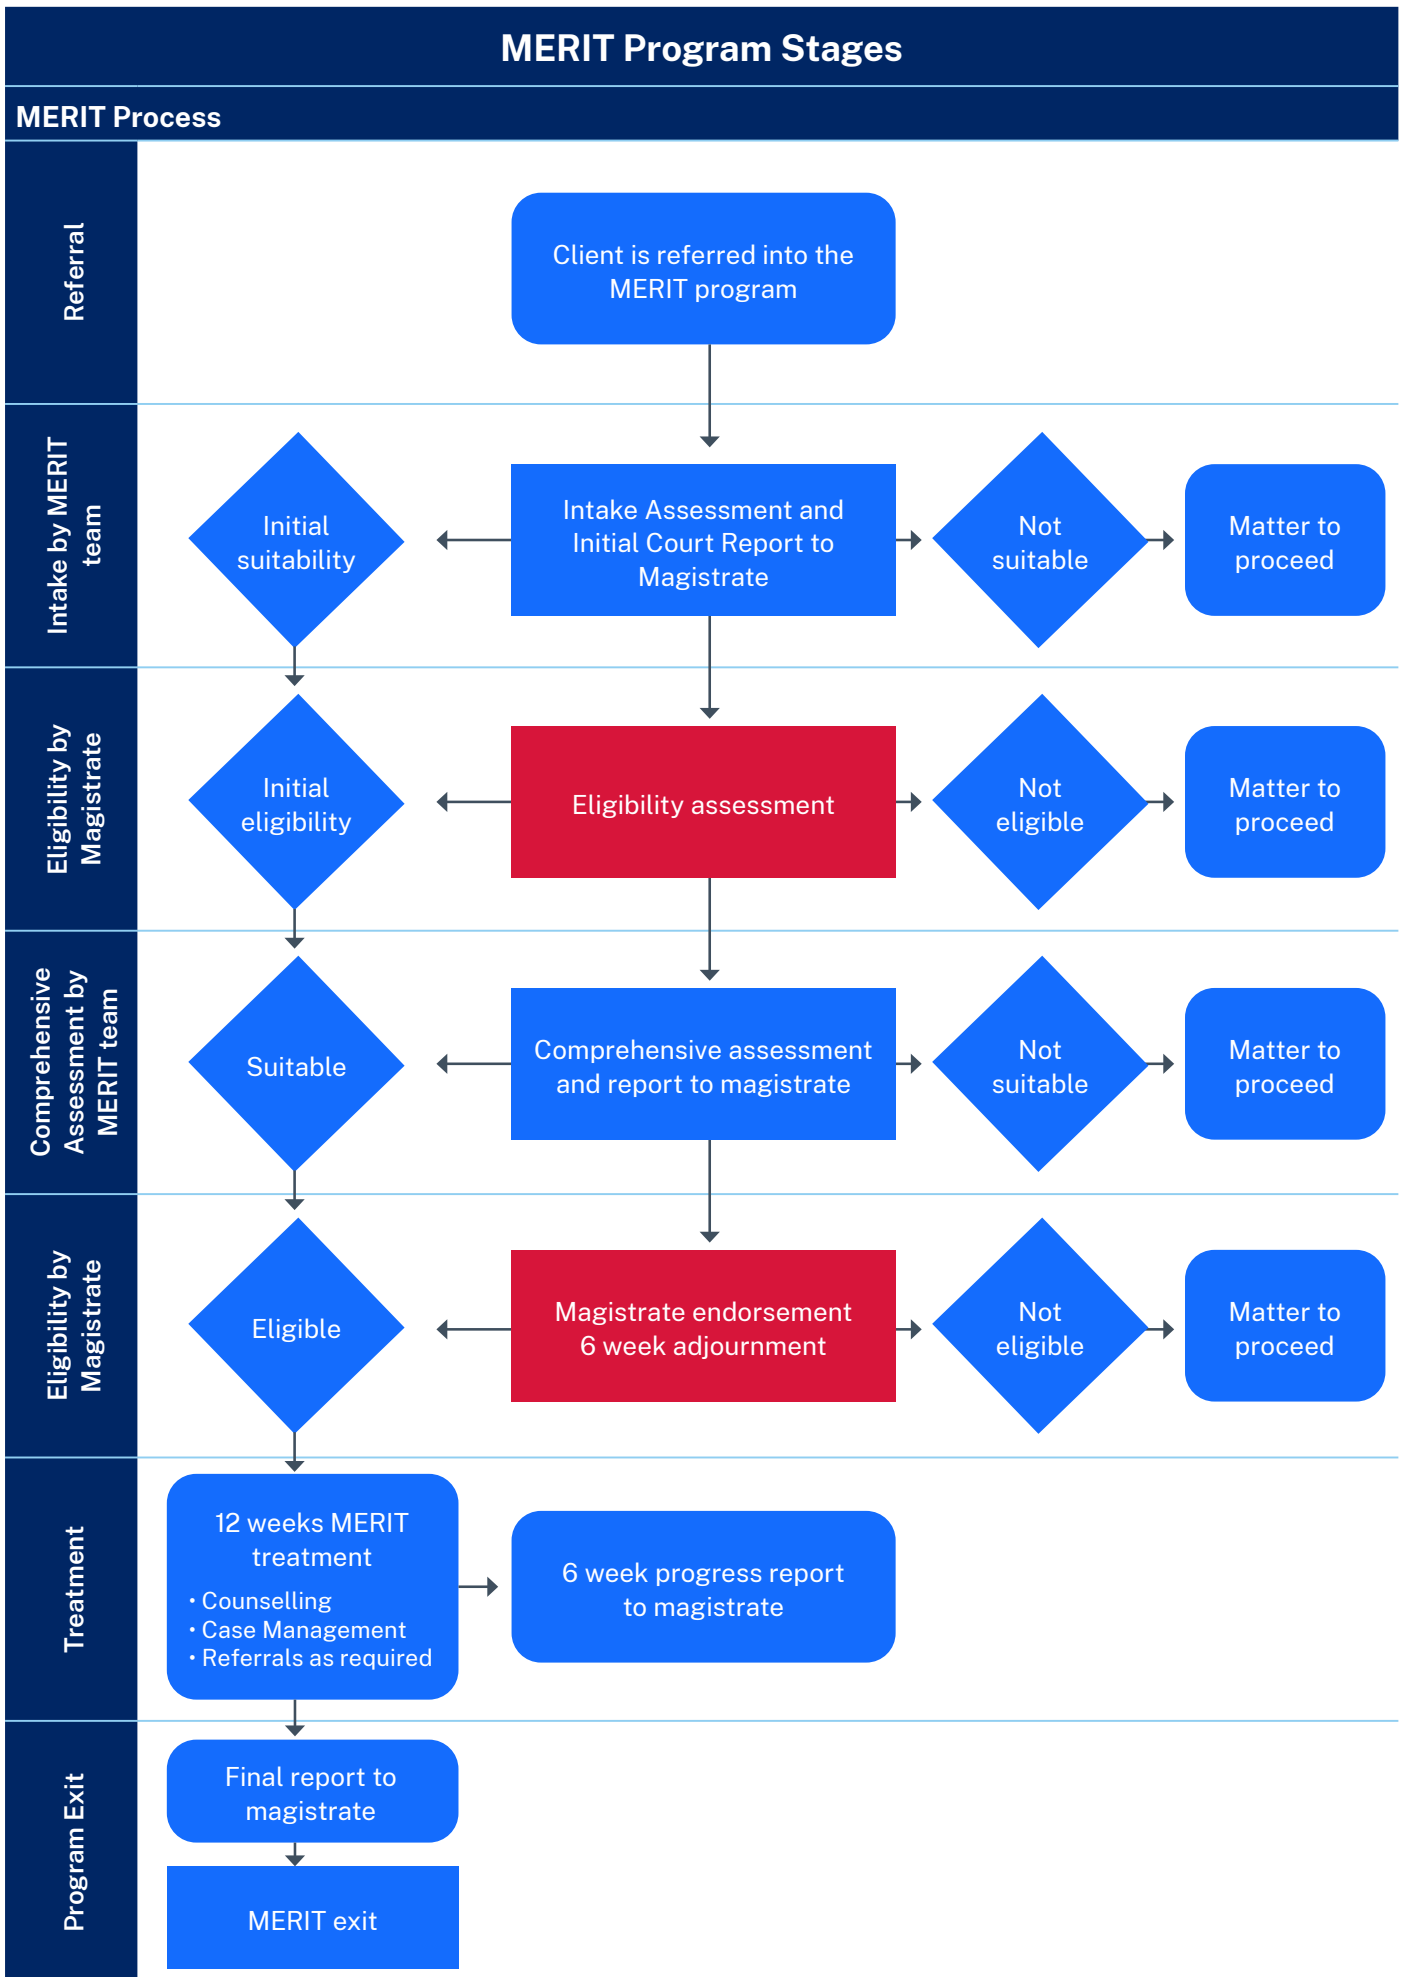 MERIT Program Stages
MERIT Process
Referral
Client is referred into the
MERIT program
Intake by MERIT
team
Initial
suitability
Intake Assessment and
Initial Court Report to
Magistrate
Not
suitable
Matter to
proceed
Eligibility by
Magistrate
Initial
eligibility
Eligibility assessment
Not
eligible
Matter to
proceed
Comprehensive
Assessment by
MERIT team
Suitable
Comprehensive assessment
and report to magistrate
Not
suitable
Matter to
proceed
Eligibility by
Magistrate
Eligible
Magistrate endorsement
6 week adjournment
Not
eligible
Matter to
proceed
Treatment
12 weeks MERIT
treatment
• Counselling
• Case Management
• Referrals as required
6 week progress report
to magistrate
Program Exit
Final report to
magistrate
MERIT exit